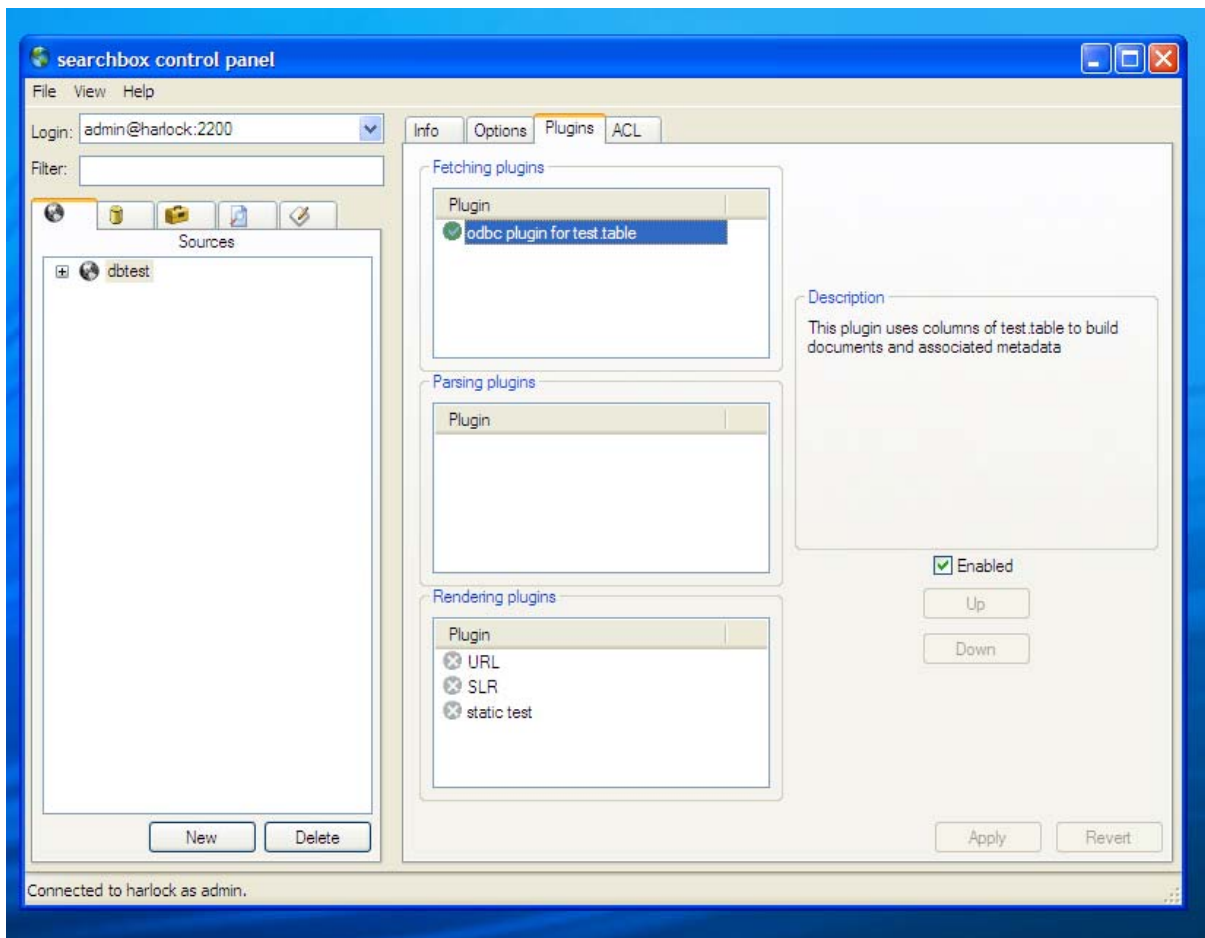 searchbox control panel
File View Help
Login: admin@harlock:2200
Filter:
Sources
dbtest
Info Options Plugins ACL
Fetching plugins
Plugin
odbc plugin for test.table
Parsing plugins
Plugin
Rendering plugins
Plugin
URL
SLR
static test
Description
This plugin uses columns of test.table to build
documents and associated metadata
Enabled
Up
Down
New Delete
Apply Revert
Connected to harlock as admin.